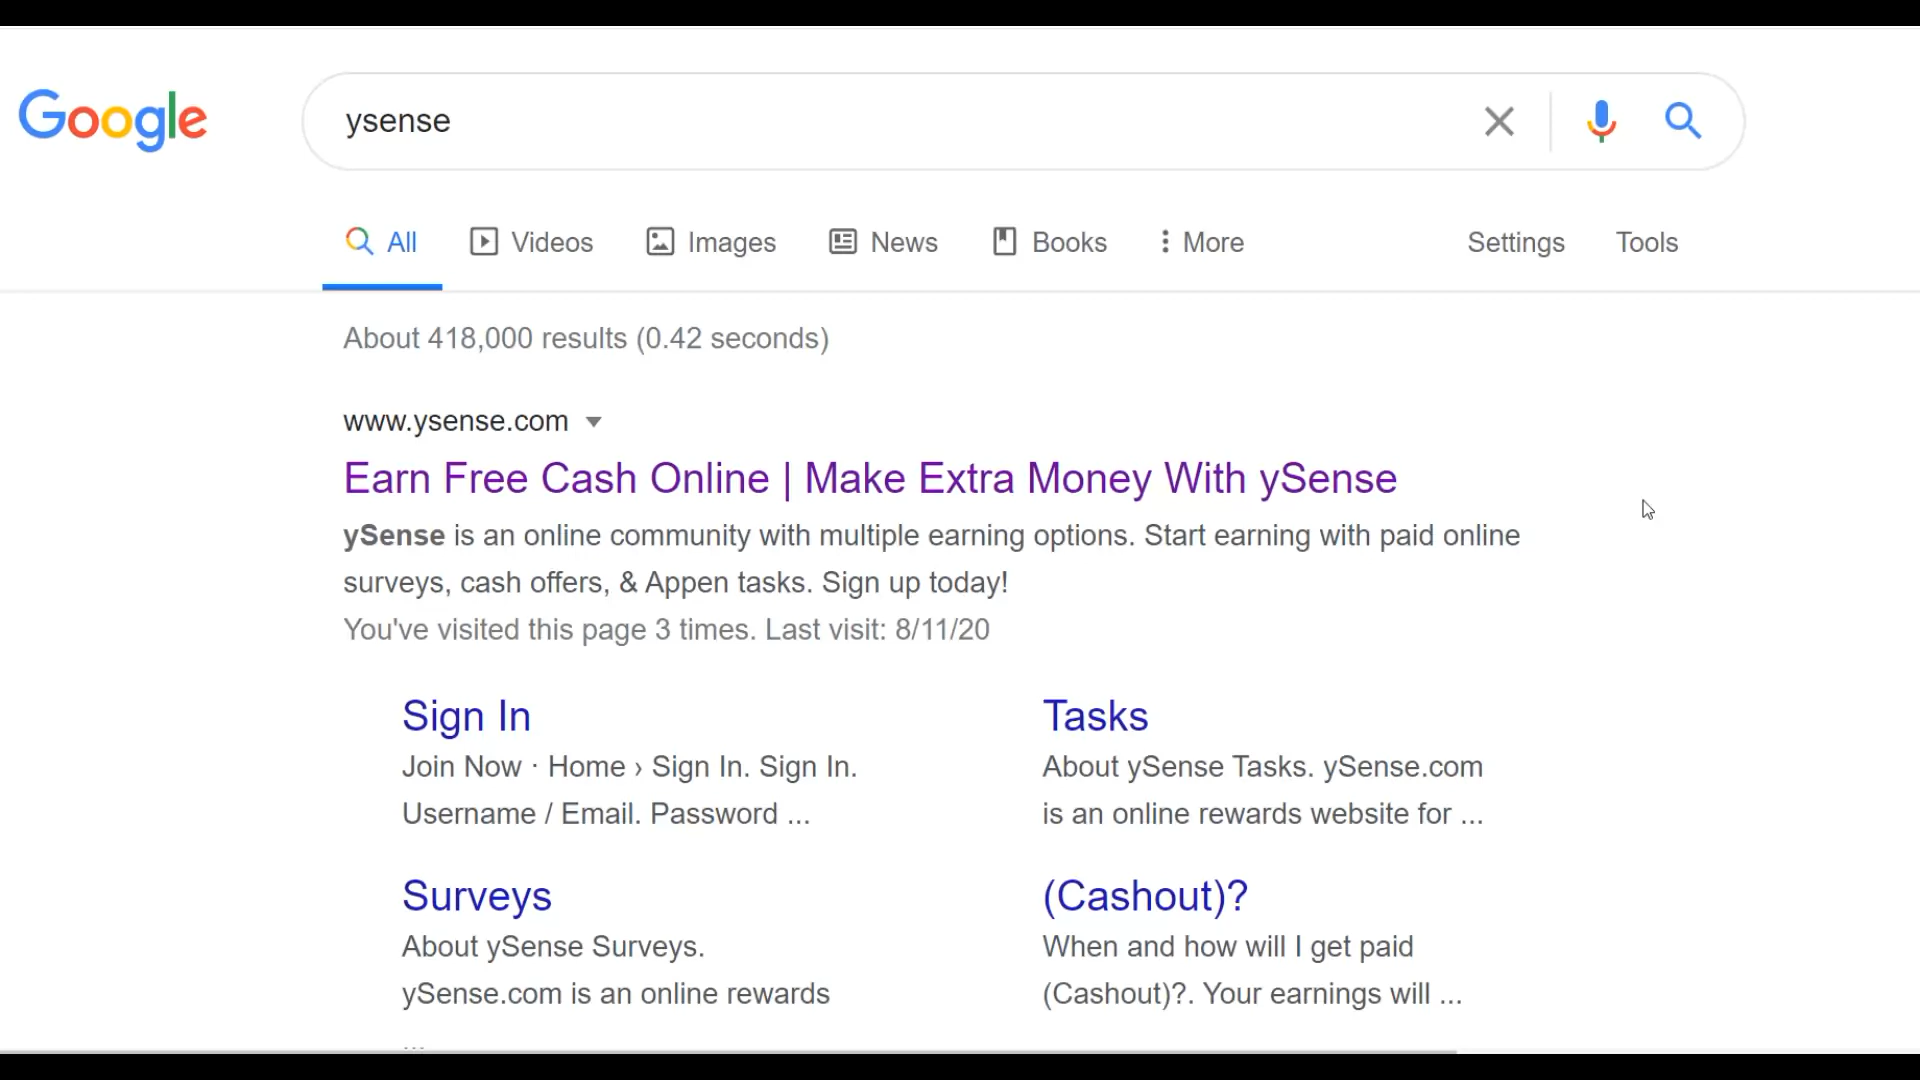 Google
ysense
All Videos Images News Books More Settings Tools
About 418,000 results (0.42 seconds)
www.ysense.com
Earn Free Cash Online | Make Extra Money With ySense
ySense is an online community with multiple earning options. Start earning with paid online
surveys, cash offers, & Appen tasks. Sign up today!
You've visited this page 3 times. Last visit: 8/11/20
Sign In
Join Now · Home › Sign In. Sign In.
Username / Email. Password ...
Tasks
About ySense Tasks. ySense.com
is an online rewards website for ...
Surveys
About ySense Surveys.
ySense.com is an online rewards
...
(Cashout)?
When and how will I get paid
(Cashout)?. Your earnings will ...